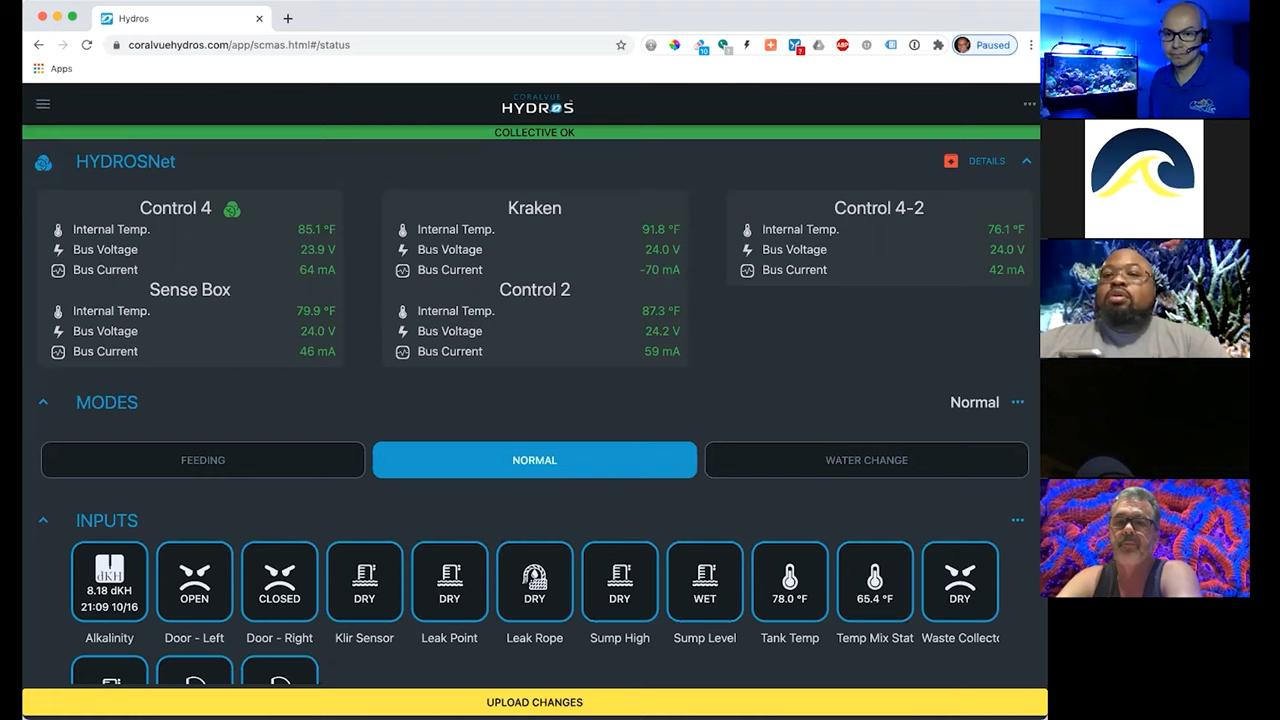 Hydros
coralvuehydros.com/app/scmas.html#/status
10
7
ABP
Paused
Apps
CORALVUE
HYDROS
COLLECTIVE OK
HYDROSNet
DETAILS
Control 4
Internal Temp. 85.1 °F
Bus Voltage 23.9 V
Bus Current 64 mA
Sense Box
Internal Temp. 79.9 °F
Bus Voltage 24.0 V
Bus Current 46 mA
Kraken
Internal Temp. 91.8 °F
Bus Voltage 24.0 V
Bus Current -70 mA
Control 2
Internal Temp. 87.3 °F
Bus Voltage 24.2 V
Bus Current 59 mA
Control 4-2
Internal Temp. 76.1 °F
Bus Voltage 24.0 V
Bus Current 42 mA
MODES
Normal
FEEDING
NORMAL
WATER CHANGE
INPUTS
dKH
8.18 dKH
21:09 10/16
Alkalinity
OPEN
Door - Left
CLOSED
Door - Right
DRY
Klir Sensor
DRY
Leak Point
DRY
Leak Rope
DRY
Sump High
WET
Sump Level
78.0 °F
Tank Temp
65.4 °F
Temp Mix Stat
DRY
Waste Collecto
UPLOAD CHANGES